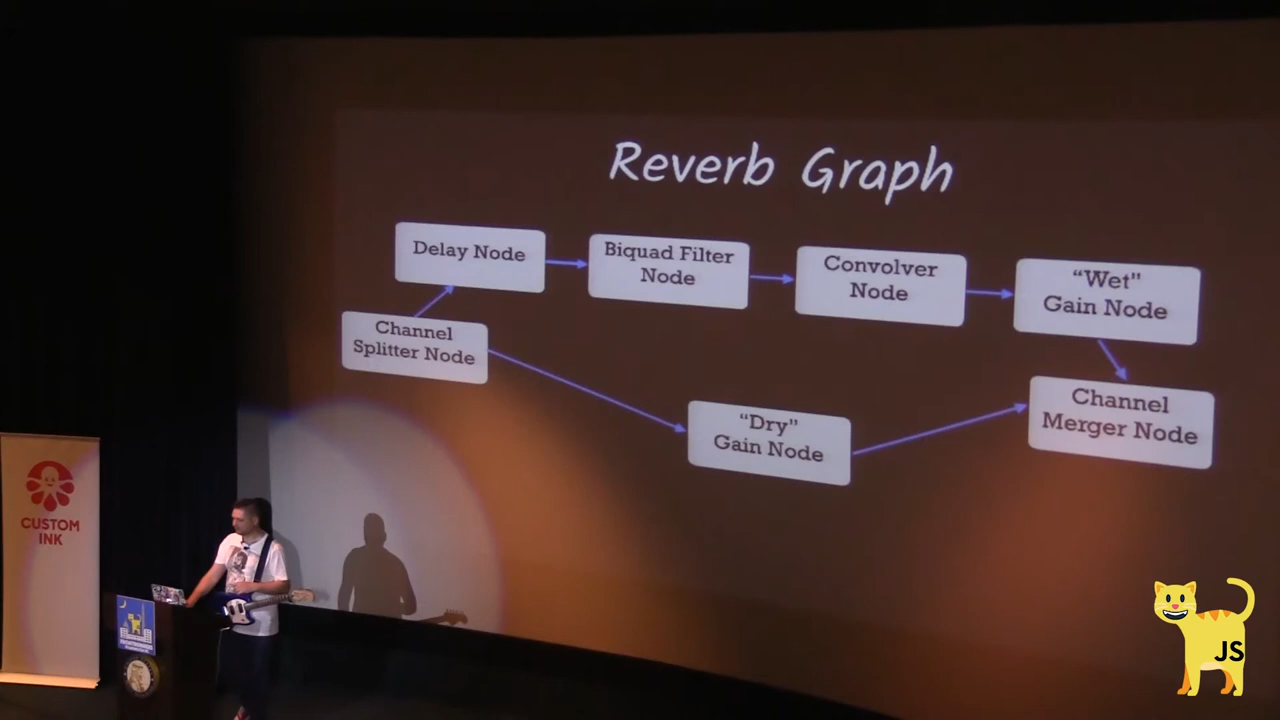 Reverb Graph
Delay Node
Biquad Filter
Node
Convolver
Node
“Wet”
Gain Node
Channel
Splitter Node
“Dry”
Gain Node
Channel
Merger Node
CUSTOM
INK
JS